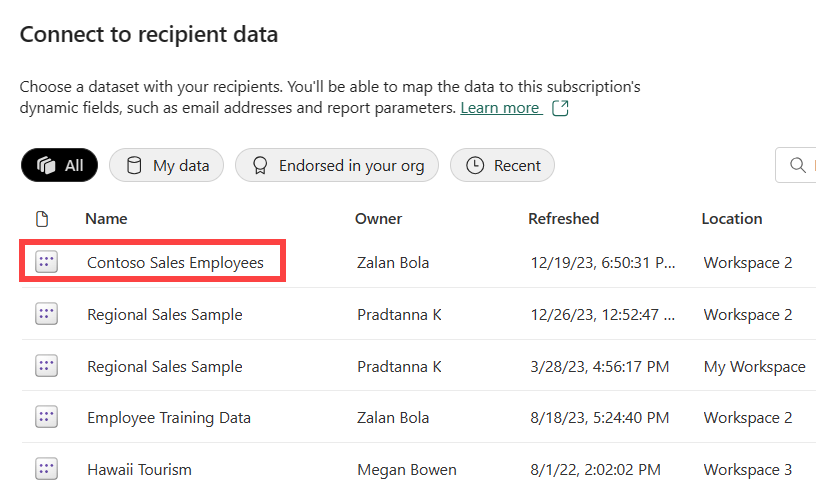 Connect to recipient data
Choose a dataset with your recipients. You'll be able to map the data to this subscription's
dynamic fields, such as email addresses and report parameters. Learn more
All My data Endorsed in your org Recent
Name Owner Refreshed Location
Contoso Sales Employees Zalan Bola 12/19/23, 6:50:31 P... Workspace 2
Regional Sales Sample Pradtanna K 12/26/23, 12:52:47 ... Workspace 2
Regional Sales Sample Pradtanna K 3/28/23, 4:56:17 PM My Workspace
Employee Training Data Zalan Bola 8/18/23, 5:24:40 PM Workspace 2
Hawaii Tourism Megan Bowen 8/1/22, 2:02:02 PM Workspace 3